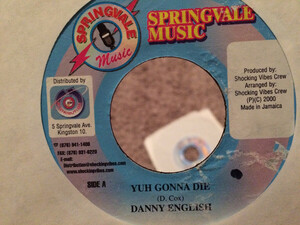 SPRINGVALE
Music
SPRINGVALE
MUSIC
Distributed by
5 Springvale Ave.
Kingston 10.
Produced by:
Shocking Vibes Crew
Arranged by:
Shocking Vibes Crew
(P)(C) 2000
Made in Jamaica
E-mail:
SIDE A
YUH GONNA DIE
(D. Cox)
DANNY ENGLISH